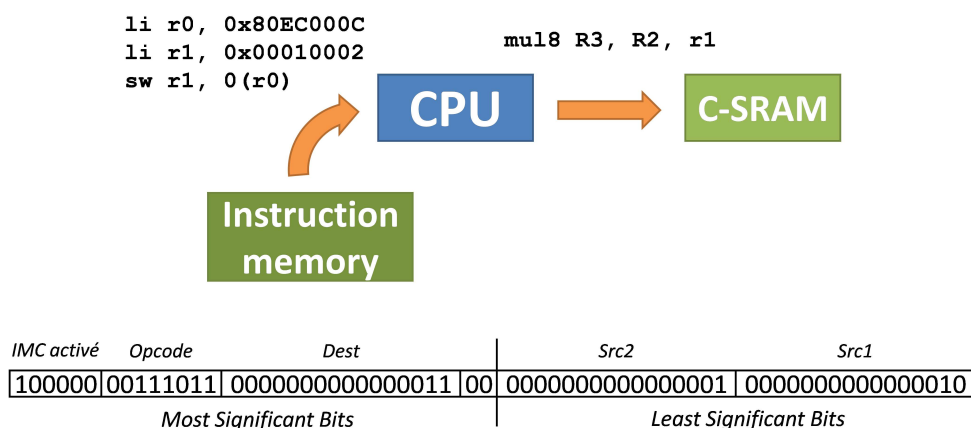 li r0, 0x80EC000C
li r1, 0x00010002
sw r1, 0(r0)
mul8 R3, R2, r1
CPU
C-SRAM
Instruction
memory
IMC activé Opcode Dest Src2 Src1
100000 00111011 0000000000000011 00 0000000000000001 0000000000000010
Most Significant Bits Least Significant Bits